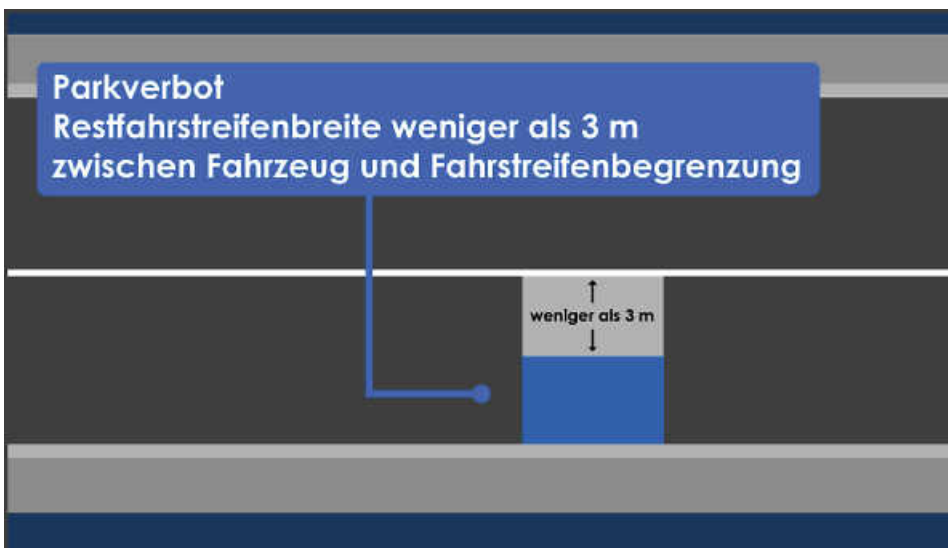 Parkverbot
Restfahrstreifenbreite weniger als 3 m
zwischen Fahrzeug und Fahrstreifenbegrenzung
weniger als 3 m